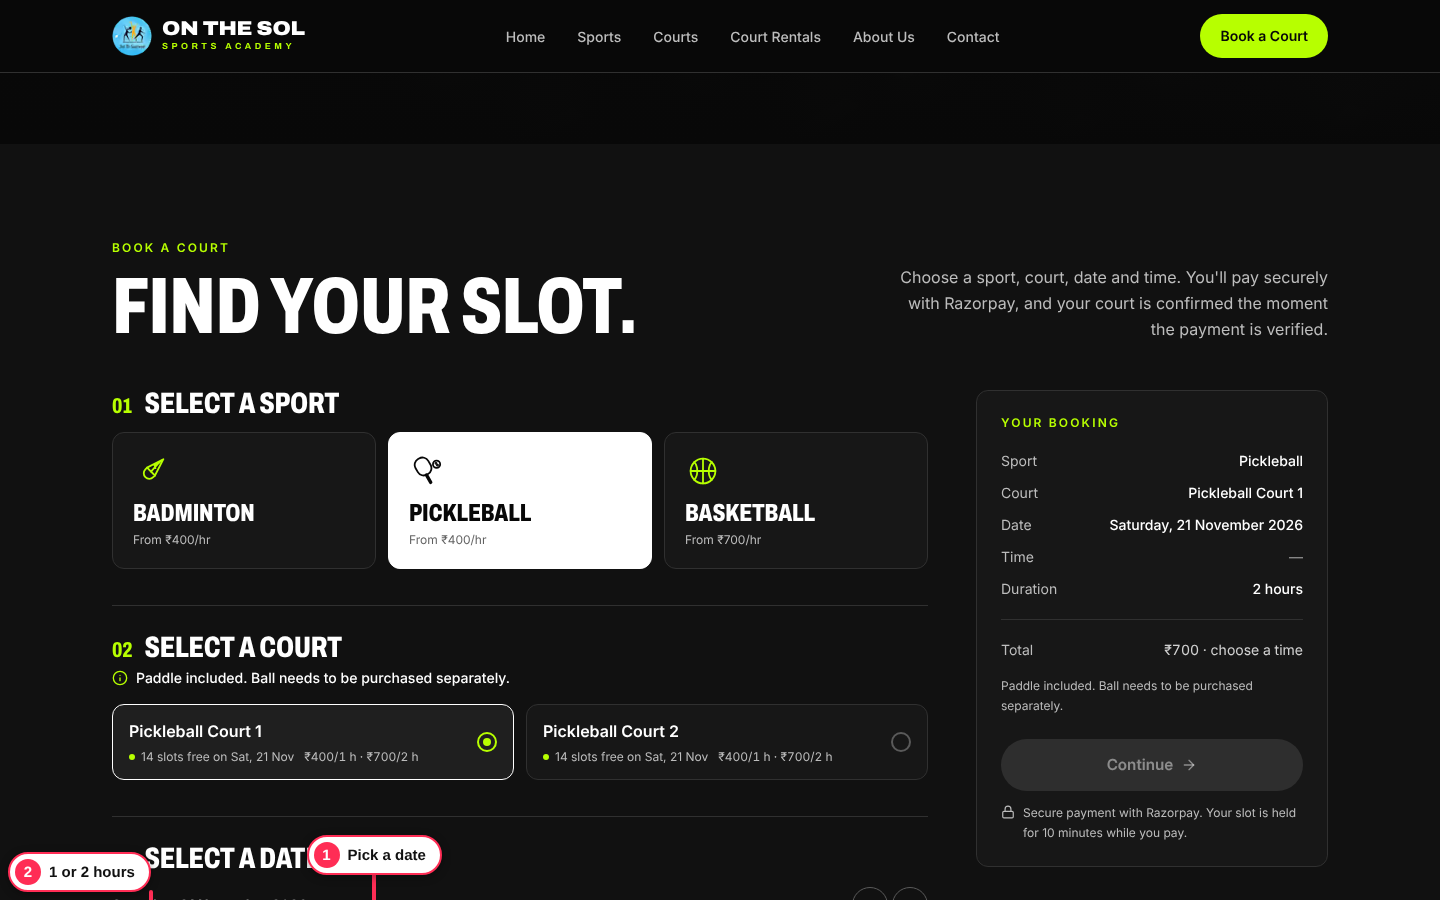 ON THE SOL
SPORTS ACADEMY
Home
Sports
Courts
Court Rentals
About Us
Contact
Book a Court
BOOK A COURT
FIND YOUR SLOT.
Choose a sport, court, date and time. You'll pay securely
with Razorpay, and your court is confirmed the moment
the payment is verified.
01 SELECT A SPORT
BADMINTON
From ₹400/hr
PICKLEBALL
From ₹400/hr
BASKETBALL
From ₹700/hr
02 SELECT A COURT
Paddle included. Ball needs to be purchased separately.
Pickleball Court 1
14 slots free on Sat, 21 Nov ₹400/1 h · ₹700/2 h
Pickleball Court 2
14 slots free on Sat, 21 Nov ₹400/1 h · ₹700/2 h
SELECT A DAT
1 Pick a date
2 1 or 2 hours
YOUR BOOKING
Sport Pickleball
Court Pickleball Court 1
Date Saturday, 21 November 2026
Time —
Duration 2 hours
Total ₹700 · choose a time
Paddle included. Ball needs to be purchased
separately.
Continue →
Secure payment with Razorpay. Your slot is held
for 10 minutes while you pay.